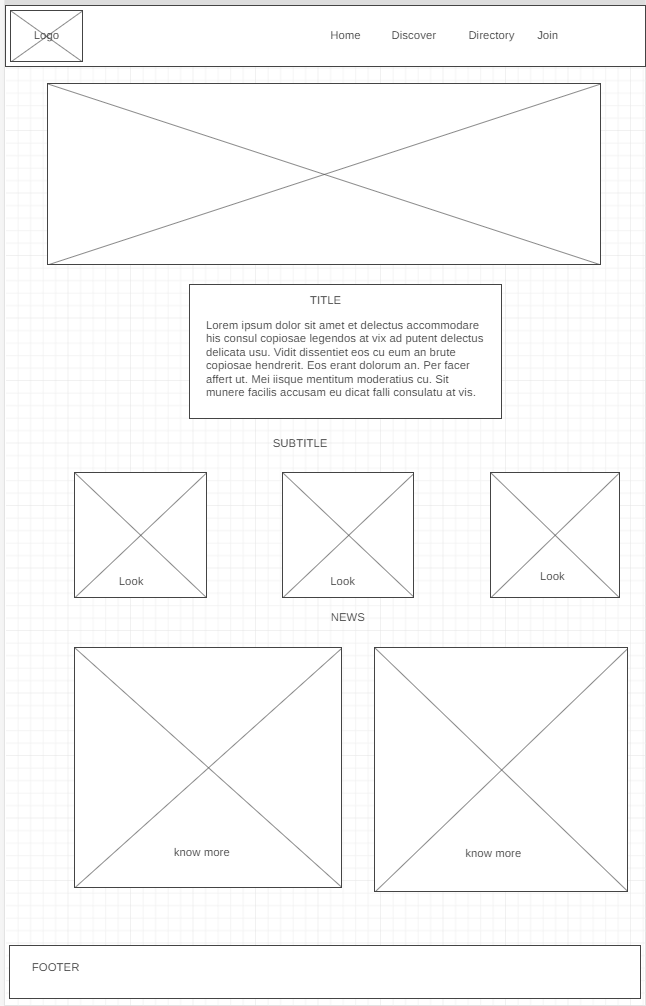 Logo
Home Discover Directory Join
TITLE
Lorem ipsum dolor sit amet et delectus accommodare
his consul copiosae legendos at vix ad putent delectus
delicata usu. Vidit dissentiet eos cu eum an brute
copiosae hendrerit. Eos erant dolorum an. Per facer
affert ut. Mei iisque mentitum moderatius cu. Sit
munere facilis accusam eu dicat falli consulatu at vis.
SUBTITLE
Look Look Look
NEWS
know more know more
FOOTER